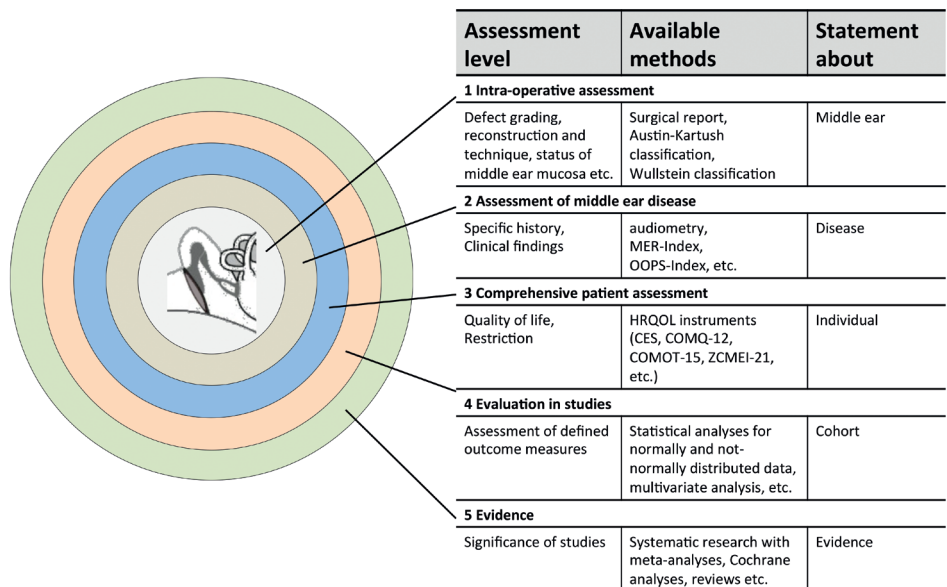 Assessment level
Available methods
Statement about
1 Intra-operative assessment
Defect grading,
reconstruction and
technique, status of
middle ear mucosa etc.
Surgical report,
Austin-Kartush
classification,
Wullstein classification
Middle ear
2 Assessment of middle ear disease
Specific history,
Clinical findings
audiometry,
MER-Index,
OOPS-Index, etc.
Disease
3 Comprehensive patient assessment
Quality of life,
Restriction
HRQOL instruments
(CES, COMQ-12,
COMOT-15, ZCMEI-21,
etc.)
Individual
4 Evaluation in studies
Assessment of defined
outcome measures
Statistical analyses for
normally and not-
normally distributed data,
multivariate analysis, etc.
Cohort
5 Evidence
Significance of studies
Systematic research with
meta-analyses, Cochrane
analyses, reviews etc.
Evidence